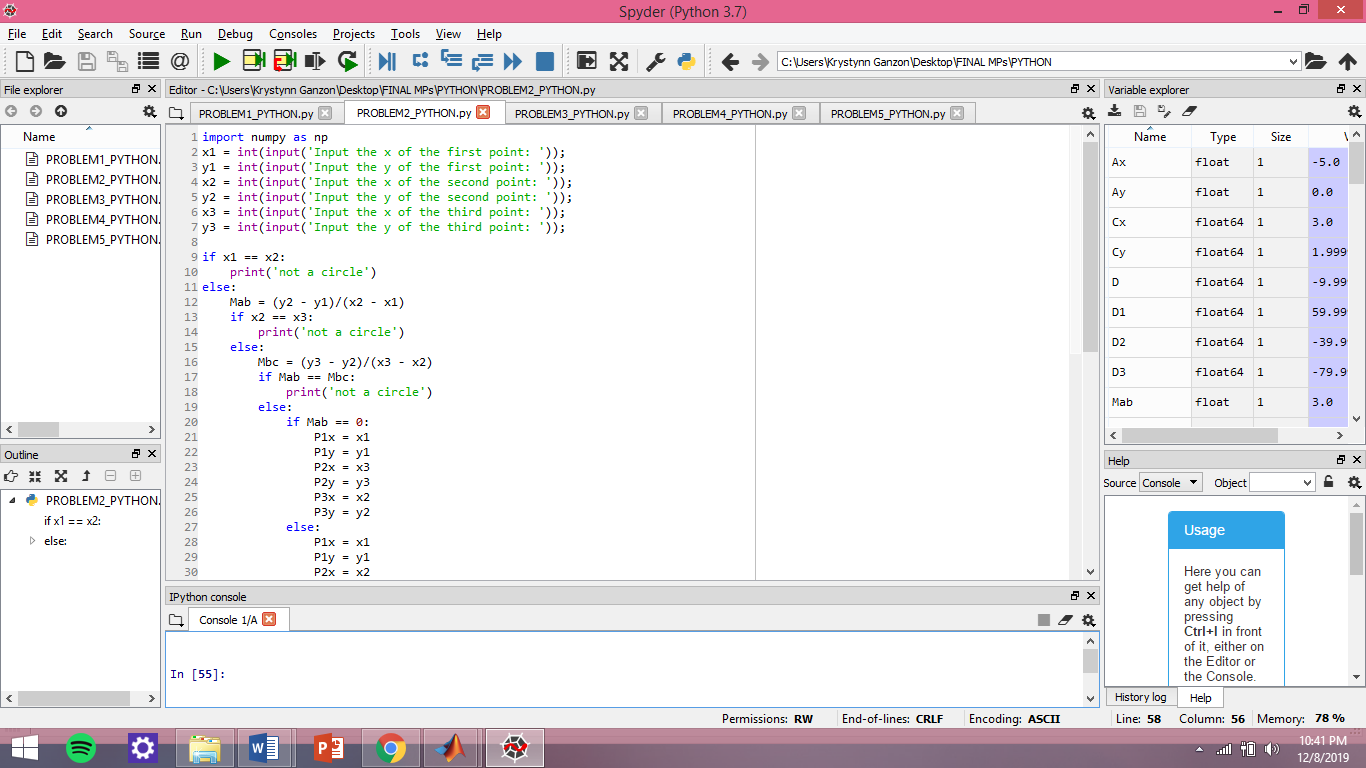 Spyder (Python 3.7)
File Edit Search Source Run Debug Consoles Projects Tools View Help
C:\Users\Krystynn Ganzon\Desktop\FINAL MPs\PYTHON
File explorer
Name
PROBLEM1_PYTHON.
PROBLEM2_PYTHON.
PROBLEM3_PYTHON.
PROBLEM4_PYTHON.
PROBLEM5_PYTHON.
Outline
PROBLEM2_PYTHON.
if x1 == x2:
else:
Editor - C:\Users\Krystynn Ganzon\Desktop\FINAL MPs\PYTHON\PROBLEM2_PYTHON.py
PROBLEM1_PYTHON.py PROBLEM2_PYTHON.py PROBLEM3_PYTHON.py PROBLEM4_PYTHON.py PROBLEM5_PYTHON.py
1 import numpy as np
2 x1 = int(input('Input the x of the first point: '));
3 y1 = int(input('Input the y of the first point: '));
4 x2 = int(input('Input the x of the second point: '));
5 y2 = int(input('Input the y of the second point: '));
6 x3 = int(input('Input the x of the third point: '));
7 y3 = int(input('Input the y of the third point: '));
8
9 if x1 == x2:
10     print('not a circle')
11 else:
12     Mab = (y2 - y1)/(x2 - x1)
13     if x2 == x3:
14         print('not a circle')
15     else:
16         Mbc = (y3 - y2)/(x3 - x2)
17         if Mab == Mbc:
18             print('not a circle')
19         else:
20             if Mab == 0:
21                 P1x = x1
22                 P1y = y1
23                 P2x = x3
24                 P2y = y3
25                 P3x = x2
26                 P3y = y2
27             else:
28                 P1x = x1
29                 P1y = y1
30                 P2x = x2
IPython console
Console 1/A
In [55]:
Variable explorer
Name Type Size V
Ax float 1 -5.0
Ay float 1 0.0
Cx float64 1 3.0
Cy float64 1 1.999
D float64 1 -9.99
D1 float64 1 59.99
D2 float64 1 -39.9
D3 float64 1 -79.9
Mab float 1 3.0
Help
Source Console Object
Usage
Here you can
get help of
any object by
pressing
Ctrl+I in front
of it, either on
the Editor or
the Console.
History log Help
Permissions: RW End-of-lines: CRLF Encoding: ASCII Line: 58 Column: 56 Memory: 78 %
10:41 PM
12/8/2019